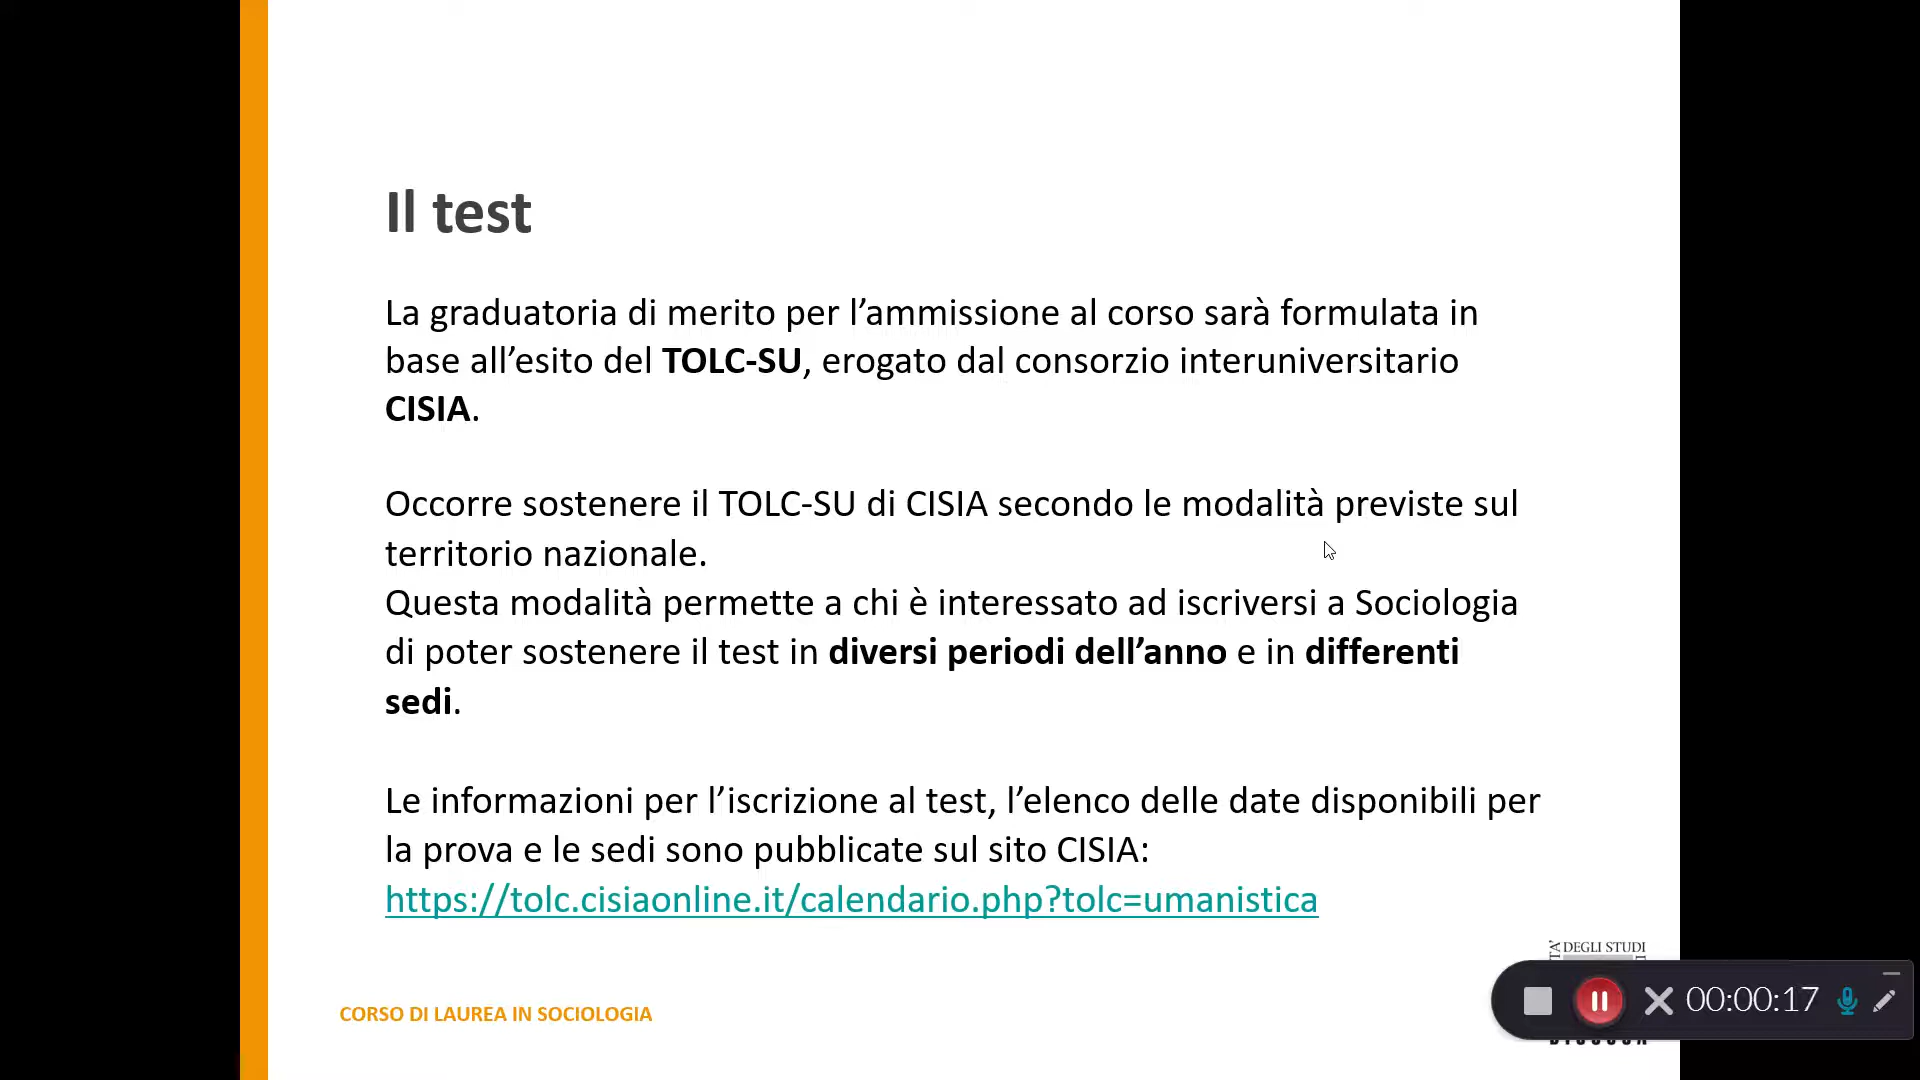 Il test
La graduatoria di merito per l’ammissione al corso sarà formulata in
base all’esito del TOLC-SU, erogato dal consorzio interuniversitario
CISIA.
Occorre sostenere il TOLC-SU di CISIA secondo le modalità previste sul
territorio nazionale.
Questa modalità permette a chi è interessato ad iscriversi a Sociologia
di poter sostenere il test in diversi periodi dell’anno e in differenti
sedi.
Le informazioni per l’iscrizione al test, l’elenco delle date disponibili per
la prova e le sedi sono pubblicate sul sito CISIA:
https://tolc.cisiaonline.it/calendario.php?tolc=umanistica
DEGLI STUDI
CORSO DI LAUREA IN SOCIOLOGIA
00:00:17